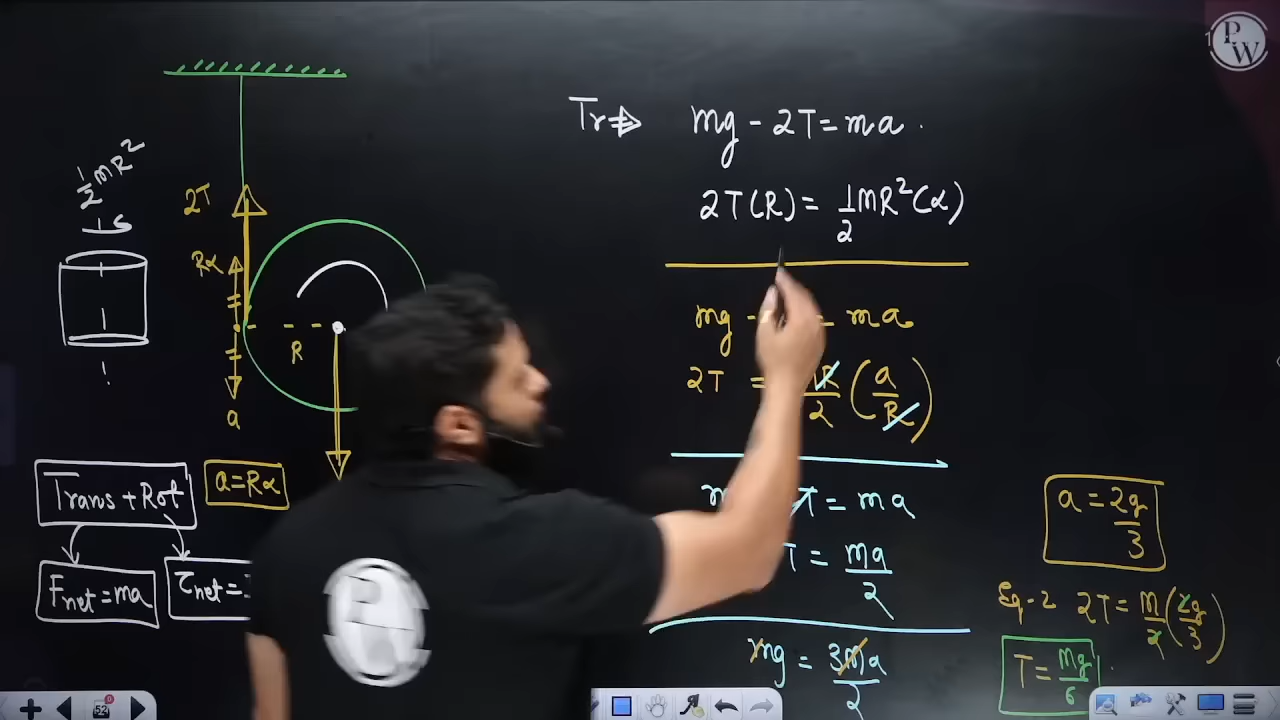 PW
Tr⇒ mg - 2T = ma .
2T(R) = 1/2 MR²(α)
1/2 mR²
2T
Rα
R
a
mg - = ma
2T = R/2 (a/R)
Trans + Rot
a = Rα
Fnet = ma
τnet =
T = ma
T = ma/2
mg = 3ma/2
a = 2g/3
Eq-2 2T = m/2 (2g/3)
T = mg/6
52